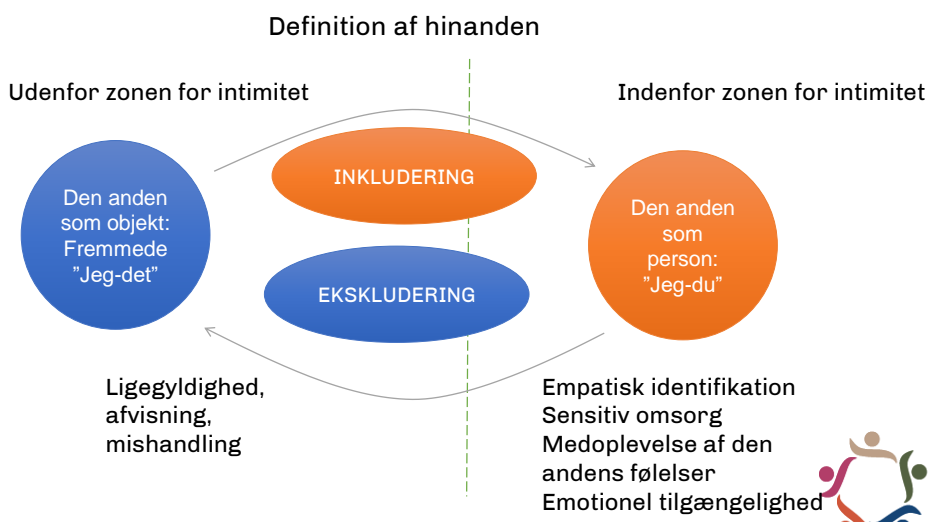 Definition af hinanden
Udenfor zonen for intimitet
Indenfor zonen for intimitet
INKLUDERING
Den anden
som objekt:
Fremmede
”Jeg-det”
Den anden
som
person:
”Jeg-du”
EKSKLUDERING
Ligegyldighed,
afvisning,
mishandling
Empatisk identifikation
Sensitiv omsorg
Medoplevelse af den
andens følelser
Emotionel tilgængelighed